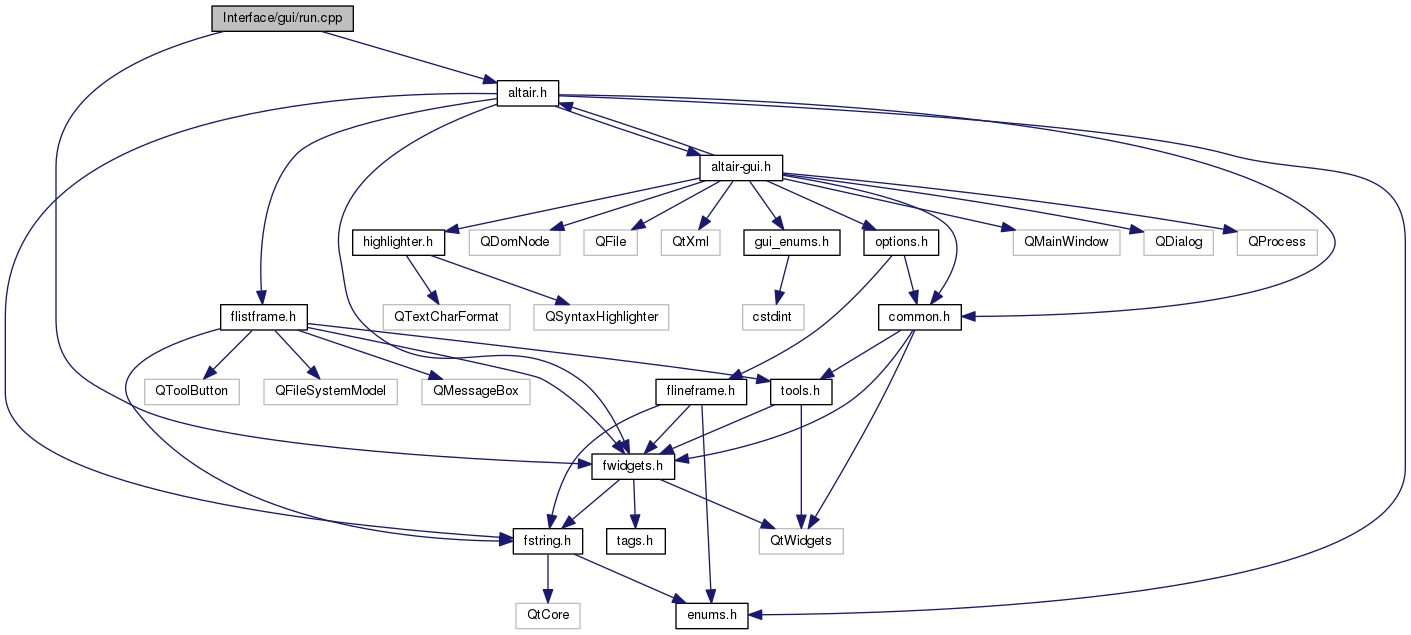 Interface/gui/run.cpp
altair.h
altair-gui.h
highlighter.h
QDomNode
QFile
QtXml
gui_enums.h
options.h
QMainWindow
QDialog
QProcess
flistframe.h
QTextCharFormat
QSyntaxHighlighter
cstdint
common.h
QToolButton
QFileSystemModel
QMessageBox
flineframe.h
tools.h
fwidgets.h
fstring.h
tags.h
QtWidgets
QtCore
enums.h